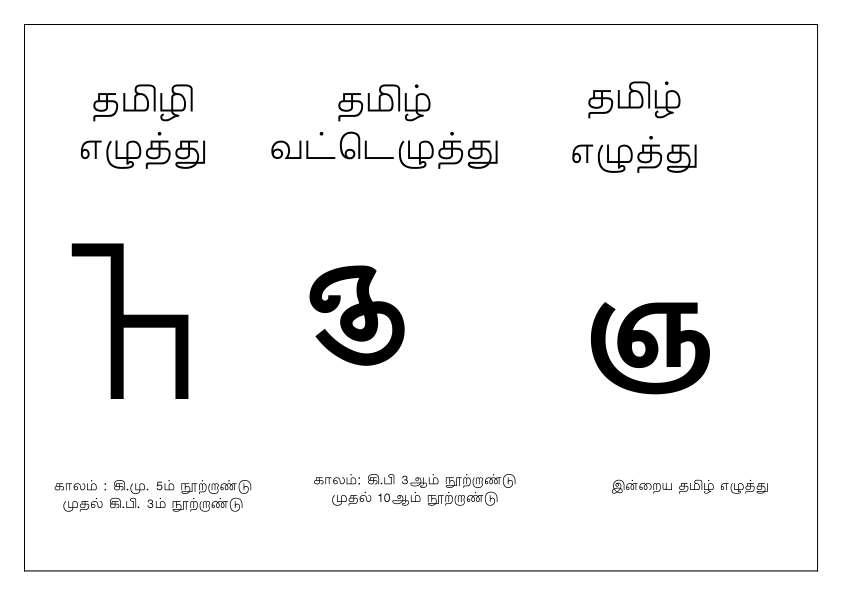 தமிழி
எழுத்து
𑀜
காலம் : கி.மு. 5ம் நூற்றாண்டு
முதல் கி.பி. 3ம் நூற்றாண்டு
தமிழ்
வட்டெழுத்து
காலம்: கி.பி 3ஆம் நூற்றாண்டு
முதல் 10ஆம் நூற்றாண்டு
தமிழ்
எழுத்து
ஞ
இன்றைய தமிழ் எழுத்து